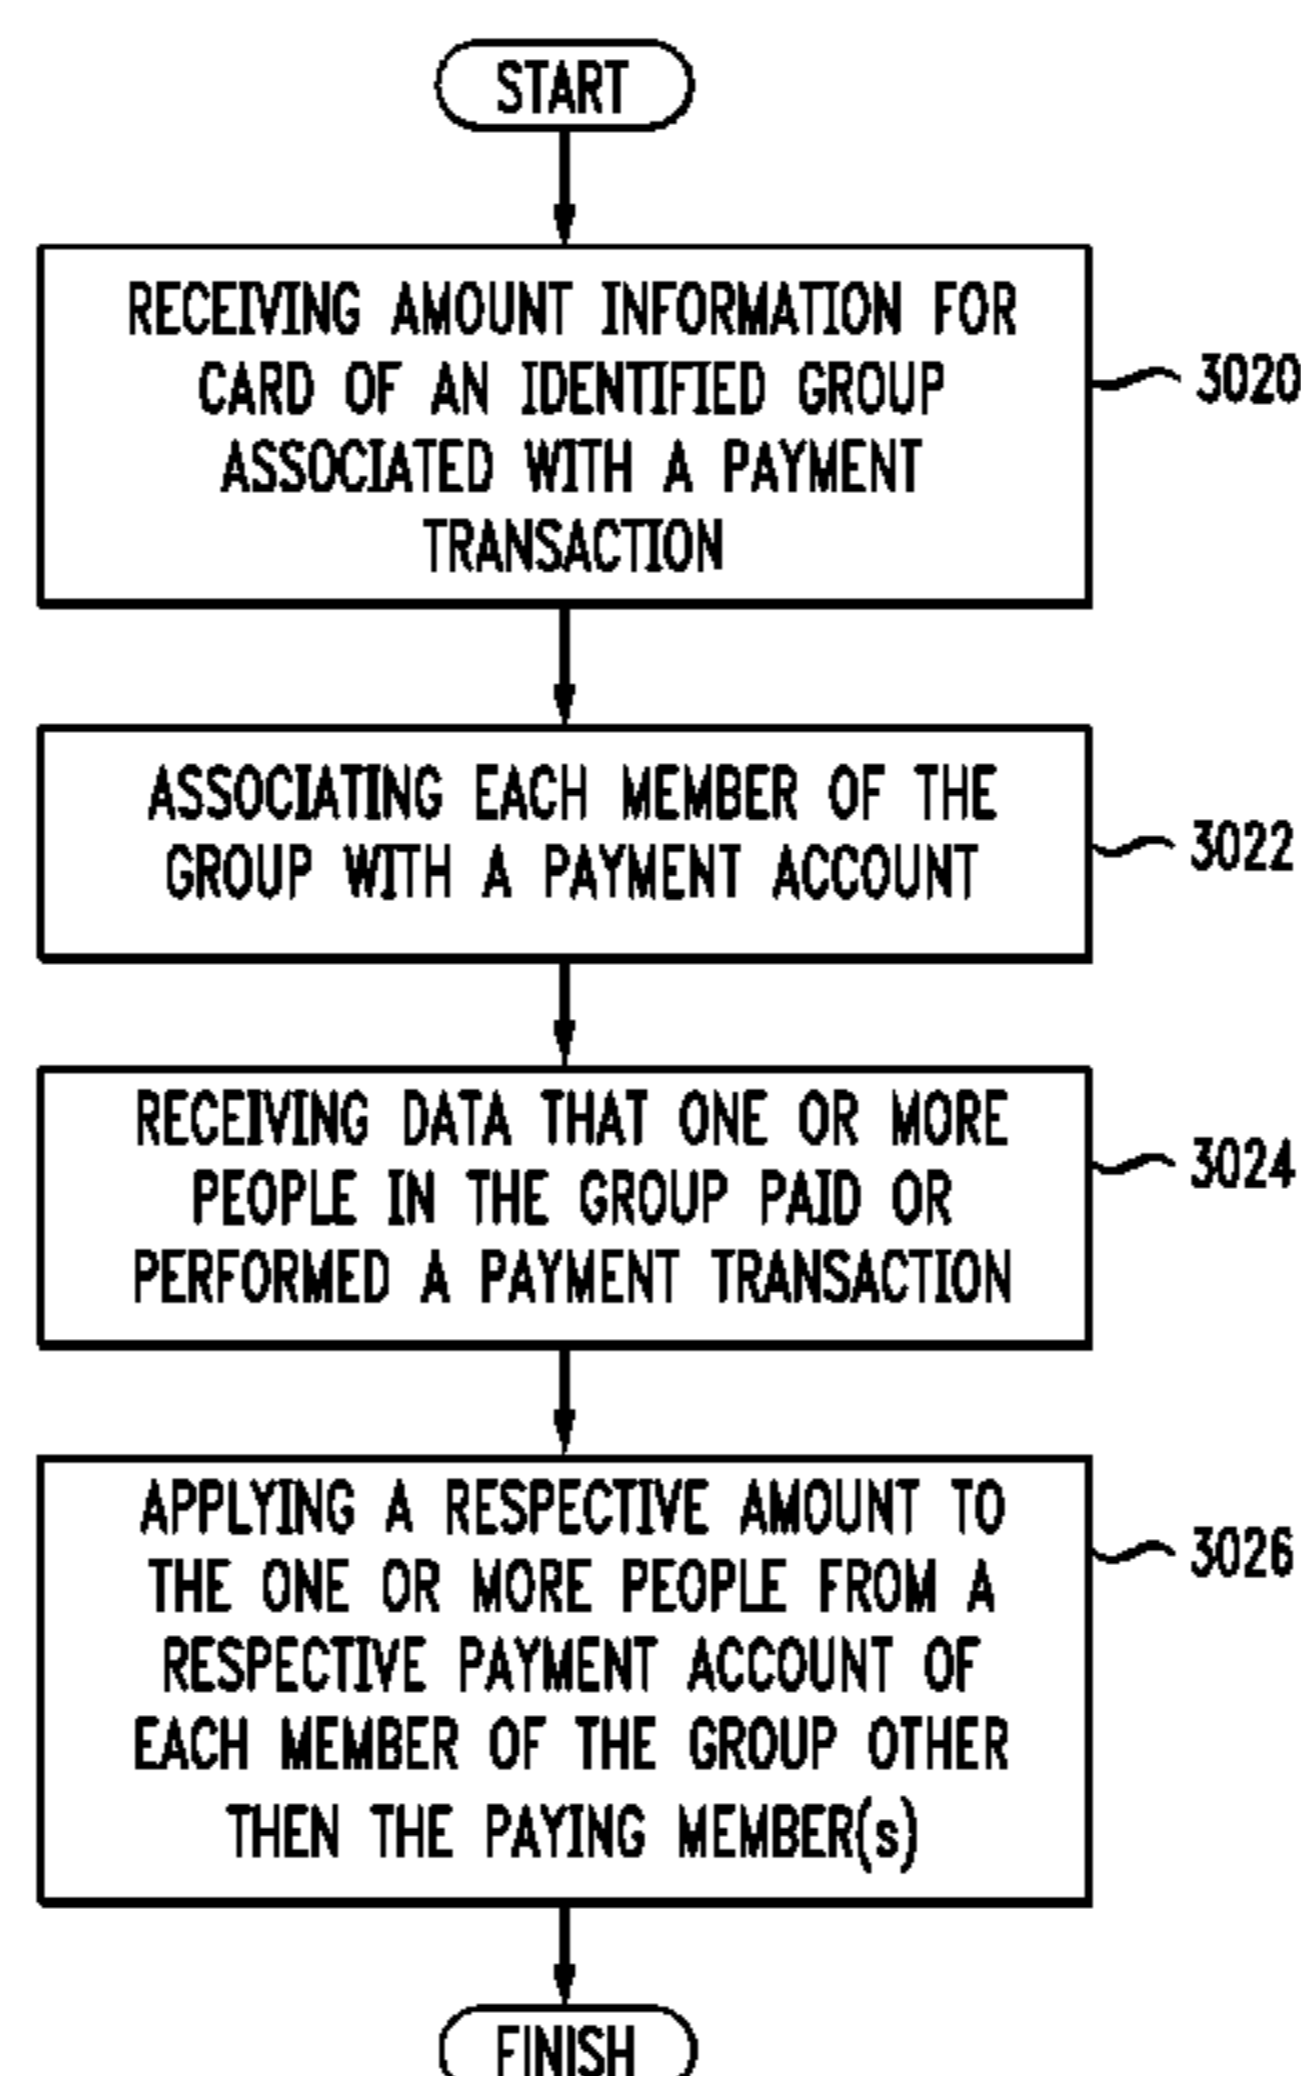 START
RECEIVING AMOUNT INFORMATION FOR
CARD OF AN IDENTIFIED GROUP
ASSOCIATED WITH A PAYMENT
TRANSACTION
3020
ASSOCIATING EACH MEMBER OF THE
GROUP WITH A PAYMENT ACCOUNT
3022
RECEIVING DATA THAT ONE OR MORE
PEOPLE IN THE GROUP PAID OR
PERFORMED A PAYMENT TRANSACTION
3024
APPLYING A RESPECTIVE AMOUNT TO
THE ONE OR MORE PEOPLE FROM A
RESPECTIVE PAYMENT ACCOUNT OF
EACH MEMBER OF THE GROUP OTHER
THEN THE PAYING MEMBER(s)
3026
FINISH